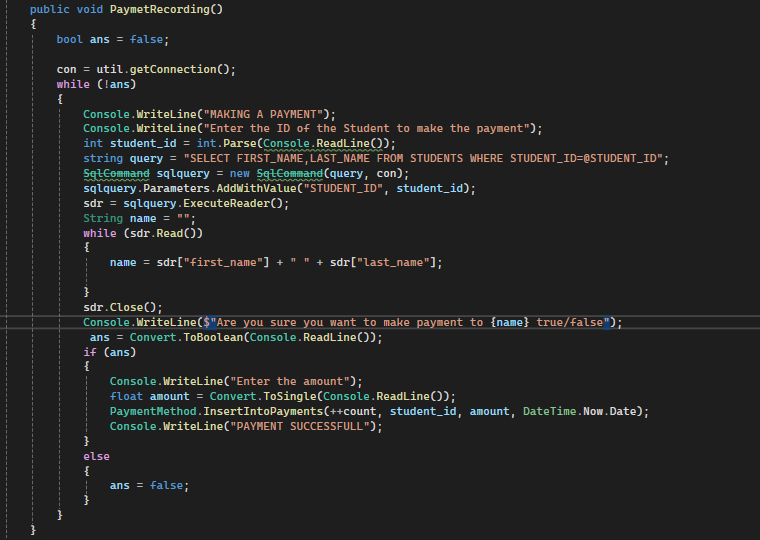 public void PaymetRecording()
{
bool ans = false;
con = util.getConnection();
while (!ans)
{
Console.WriteLine("MAKING A PAYMENT");
Console.WriteLine("Enter the ID of the Student to make the payment");
int student_id = int.Parse(Console.ReadLine());
string query = "SELECT FIRST_NAME,LAST_NAME FROM STUDENTS WHERE STUDENT_ID=@STUDENT_ID";
SqlCommand sqlquery = new SqlCommand(query, con);
sqlquery.Parameters.AddWithValue("STUDENT_ID", student_id);
sdr = sqlquery.ExecuteReader();
String name = "";
while (sdr.Read())
{
name = sdr["first_name"] + " " + sdr["last_name"];
}
sdr.Close();
Console.WriteLine($"Are you sure you want to make payment to {name} true/false");
ans = Convert.ToBoolean(Console.ReadLine());
if (ans)
{
Console.WriteLine("Enter the amount");
float amount = Convert.ToSingle(Console.ReadLine());
PaymentMethod.InsertIntoPayments(++count, student_id, amount, DateTime.Now.Date);
Console.WriteLine("PAYMENT SUCCESSFULL");
}
else
{
ans = false;
}
}
}